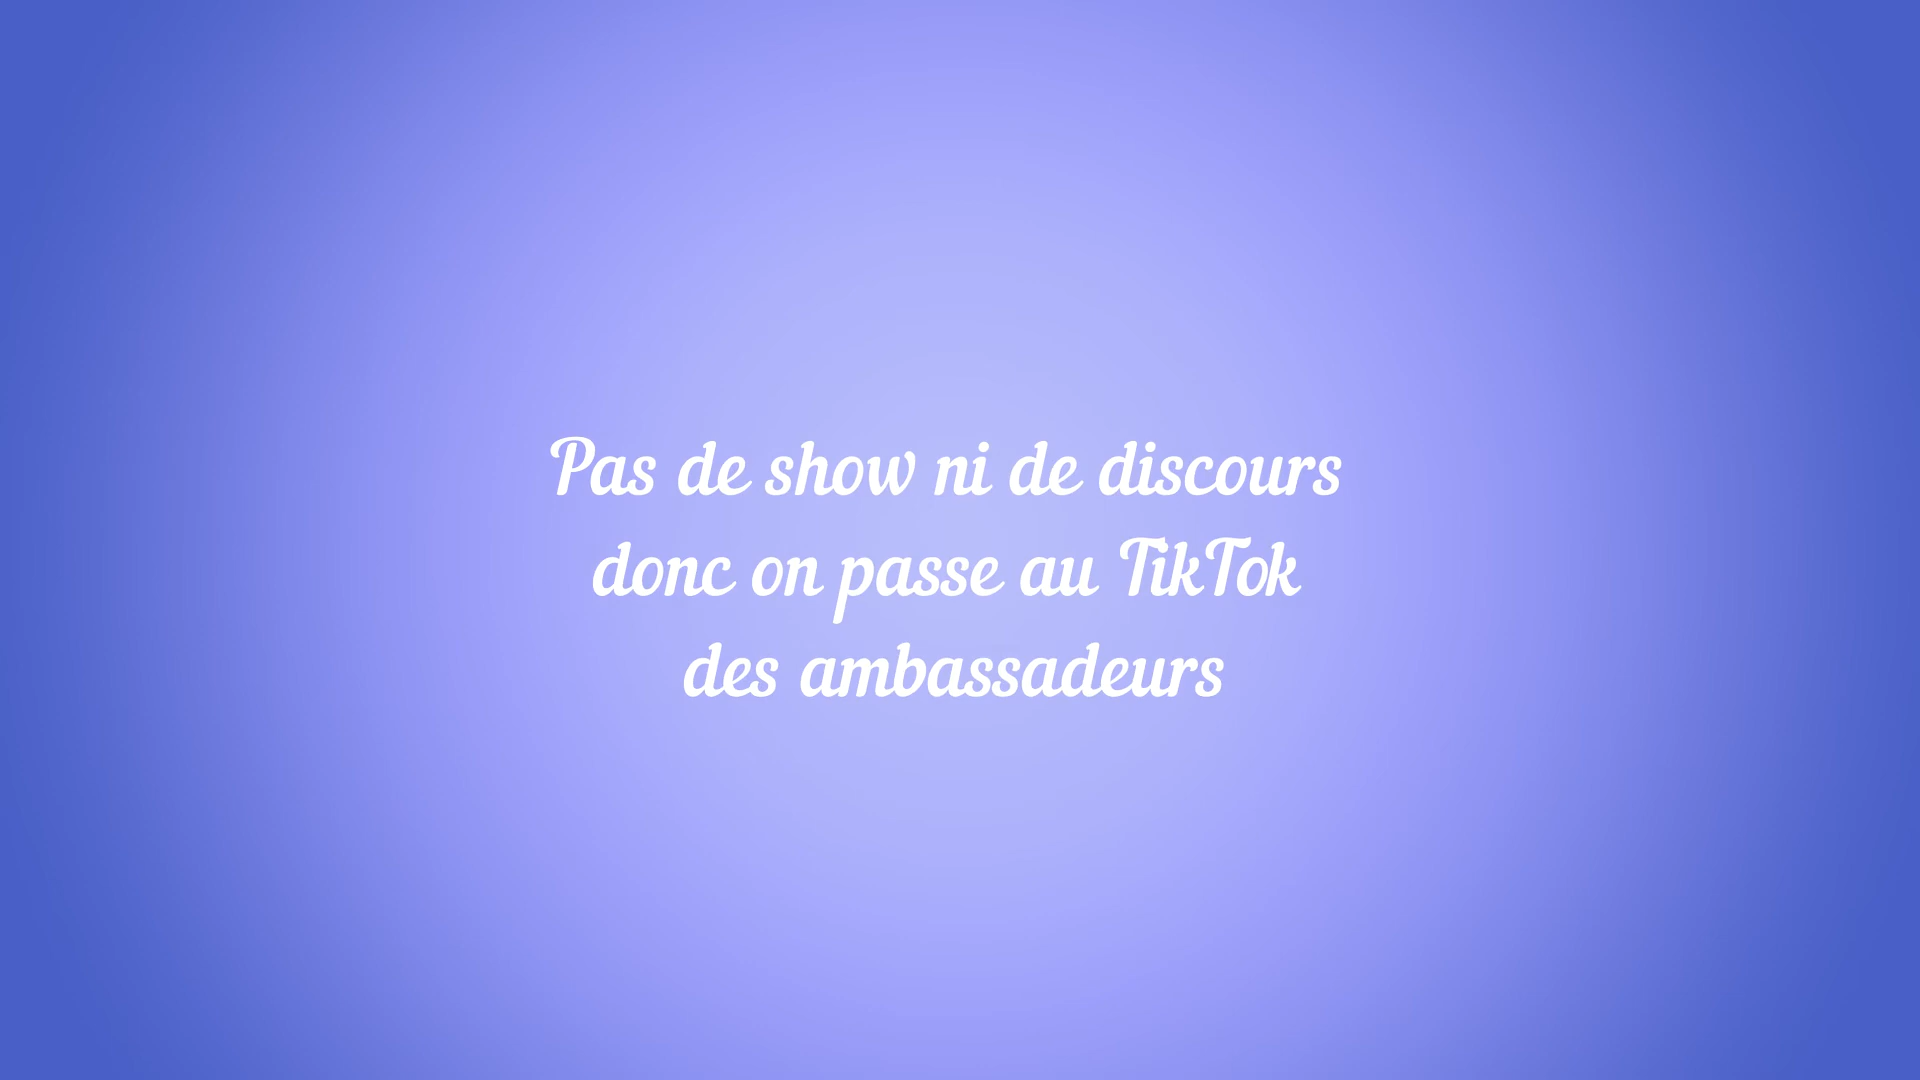 Pas de show ni de discours
donc on passe au TikTok
des ambassadeurs